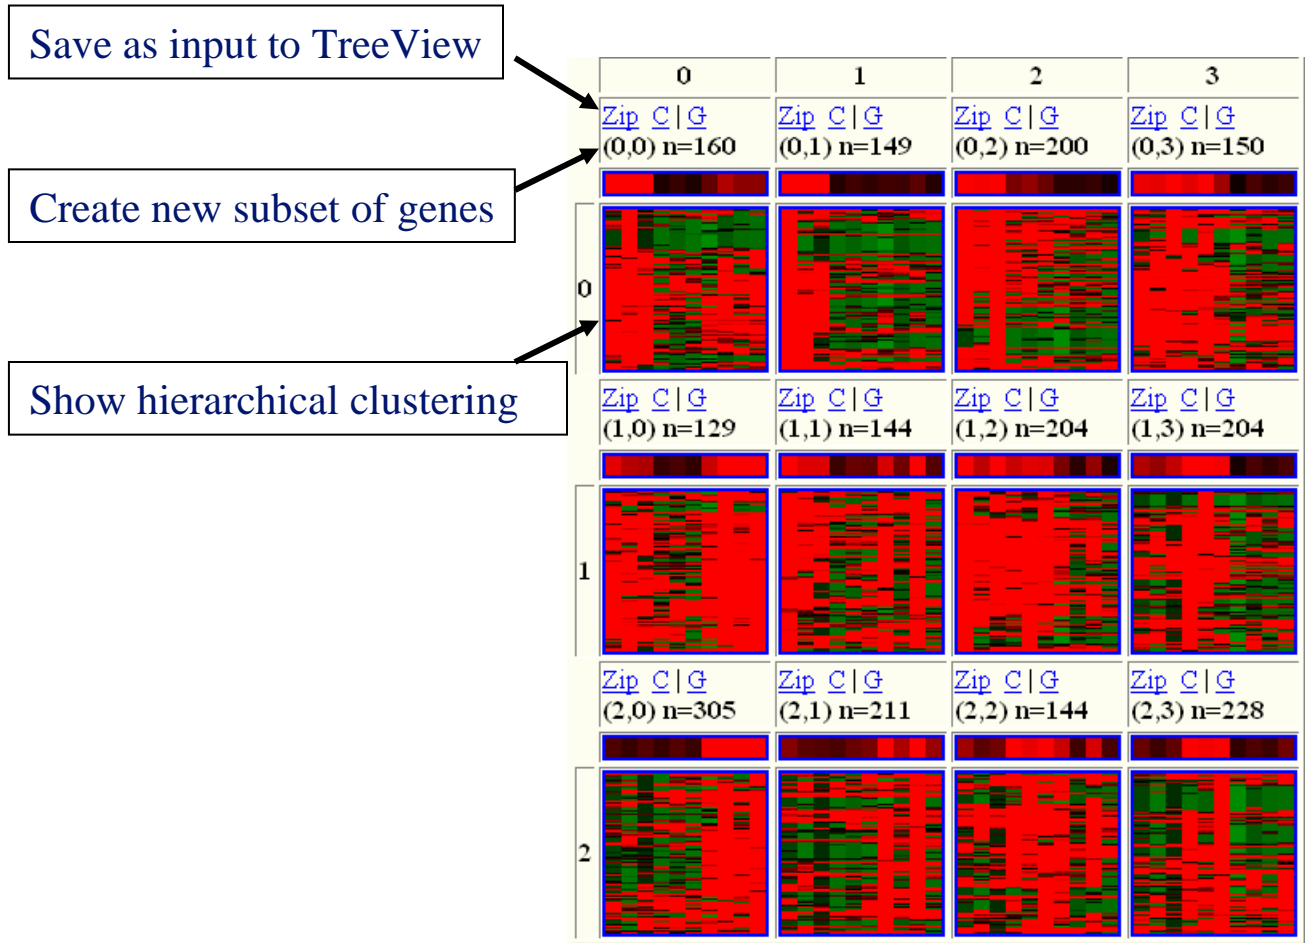 Save as input to TreeView
Create new subset of genes
Show hierarchical clustering
0 1 2 3
Zip C | G Zip C | G Zip C | G Zip C | G
(0,0) n=160 (0,1) n=149 (0,2) n=200 (0,3) n=150
0
Zip C | G Zip C | G Zip C | G Zip C | G
(1,0) n=129 (1,1) n=144 (1,2) n=204 (1,3) n=204
1
Zip C | G Zip C | G Zip C | G Zip C | G
(2,0) n=305 (2,1) n=211 (2,2) n=144 (2,3) n=228
2